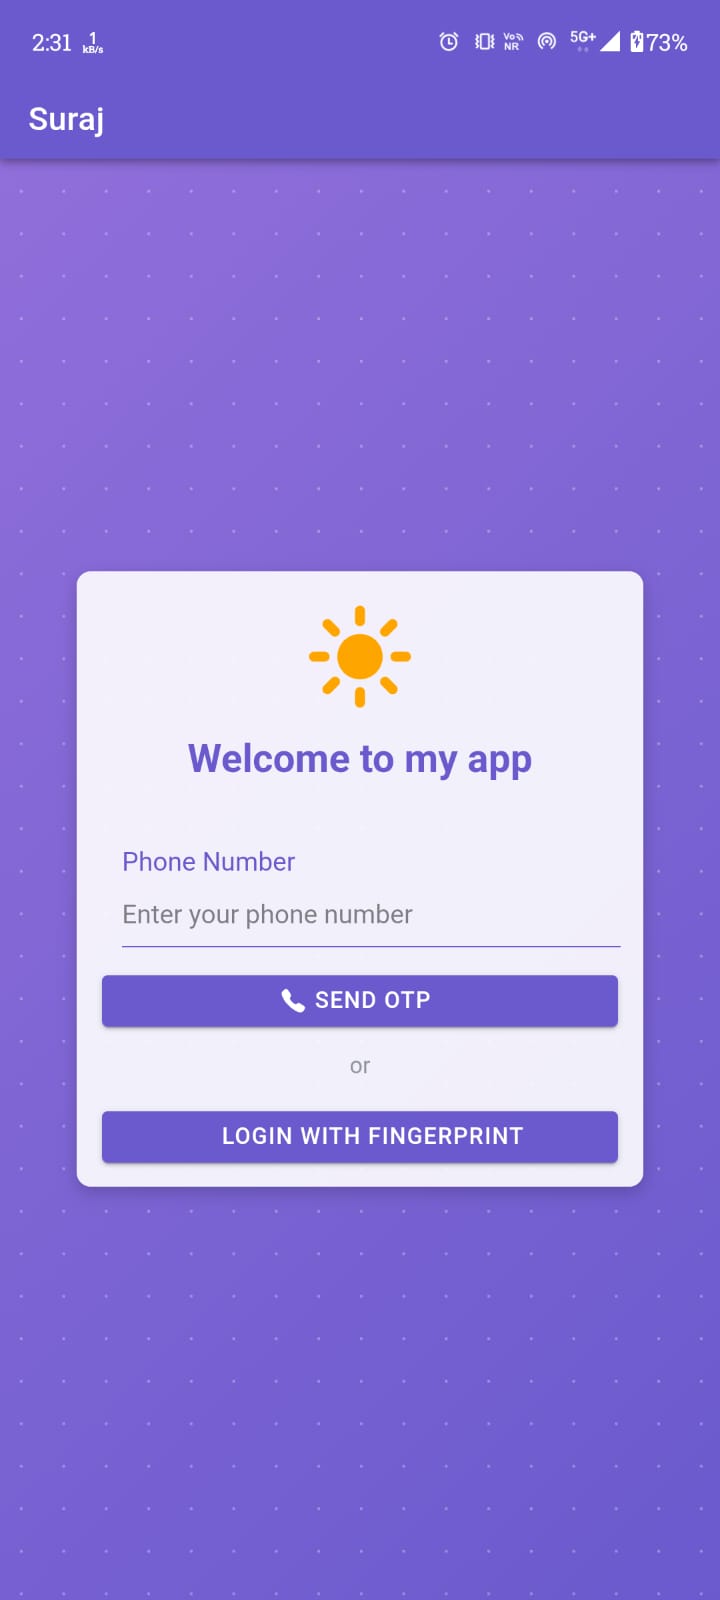 2:31 1 kB/s Vo NR 5G+ 73%
Suraj
Welcome to my app
Phone Number
Enter your phone number
SEND OTP
or
LOGIN WITH FINGERPRINT